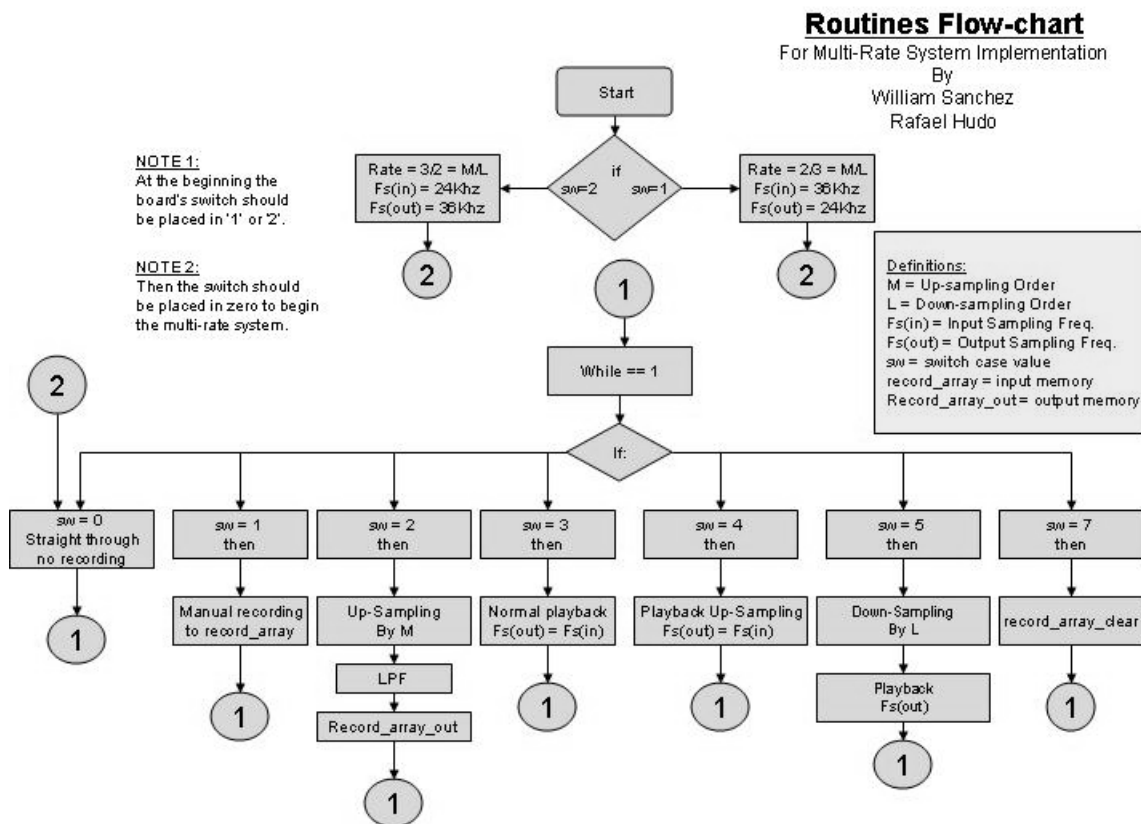 Routines Flow-chart
For Multi-Rate System Implementation
By
William Sanchez
Rafael Hudo
Start
NOTE 1:
At the beginning the
board's switch should
be placed in '1' or '2'.
Rate = 3/2 = M/L
Fs(in) = 24Khz
Fs(out) = 36Khz
if
sw=2
sw=1
Rate = 2/3 = M/L
Fs(in) = 36Khz
Fs(out) = 24Khz
2
2
NOTE 2:
Then the switch should
be placed in zero to begin
the multi-rate system.
1
Definitions:
M = Up-sampling Order
L = Down-sampling Order
Fs(in) = Input Sampling Freq.
Fs(out) = Output Sampling Freq.
sw = switch case value
record_array = input memory
Record_array_out = output memory
While == 1
2
If:
sw = 0
Straight through
no recording
sw = 1
then
sw = 2
then
sw = 3
then
sw = 4
then
sw = 5
then
sw = 7
then
1
Manual recording
to record_array
Up-Sampling
By M
Normal playback
Fs(out) = Fs(in)
Playback Up-Sampling
Fs(out) = Fs(in)
Down-Sampling
By L
record_array_clear
LPF
1
Record_array_out
1
1
Playback
Fs(out)
1
1
1